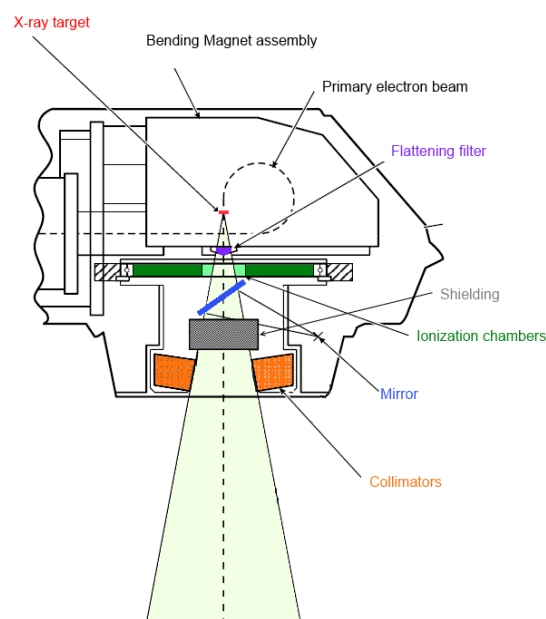 X-ray target
Bending Magnet assembly
Primary electron beam
Flattening filter
Shielding
Ionization chambers
Mirror
Collimators